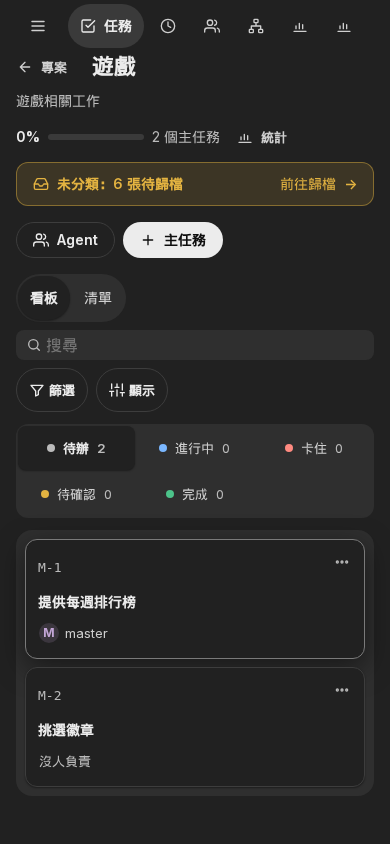 任務
專案 遊戲
遊戲相關工作
0% 2 個主任務 統計
未分類: 6 張待歸檔 前往歸檔 →
Agent + 主任務
看板 清單
搜尋
篩選 顯示
待辦 2 進行中 0 卡住 0
待確認 0 完成 0
M-1
提供每週排行榜
M master
M-2
挑選徽章
沒人負責